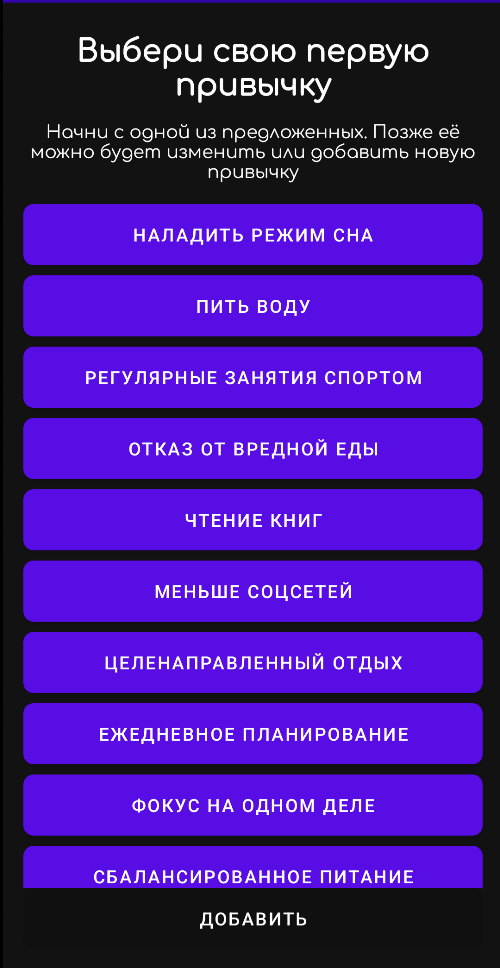 Выбери свою первую
привычку
Начни с одной из предложенных. Позже её
можно будет изменить или добавить новую
привычку
НАЛАДИТЬ РЕЖИМ СНА
ПИТЬ ВОДУ
РЕГУЛЯРНЫЕ ЗАНЯТИЯ СПОРТОМ
ОТКАЗ ОТ ВРЕДНОЙ ЕДЫ
ЧТЕНИЕ КНИГ
МЕНЬШЕ СОЦСЕТЕЙ
ЦЕЛЕНАПРАВЛЕННЫЙ ОТДЫХ
ЕЖЕДНЕВНОЕ ПЛАНИРОВАНИЕ
ФОКУС НА ОДНОМ ДЕЛЕ
СБАЛАНСИРОВАННОЕ ПИТАНИЕ
ДОБАВИТЬ